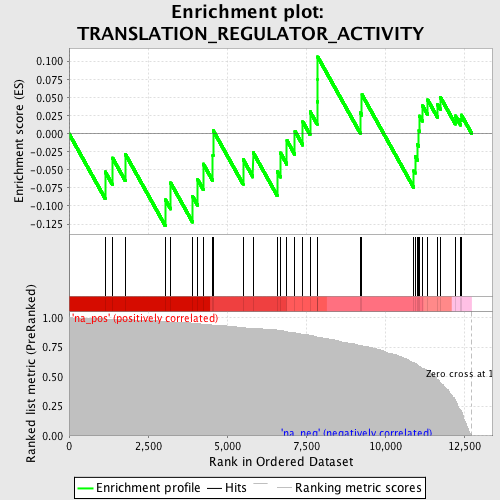 Enrichment plot:
TRANSLATION_REGULATOR_ACTIVITY
Enrichment score (ES)
0.100
0.075
0.050
0.025
0.000
-0.025
-0.050
-0.075
-0.100
-0.125
'na_pos' (positively correlated)
Ranked list metric (PreRanked)
1.00
0.75
0.50
0.25
0.00
Zero cross at 1
'na_neg' (negatively correlated)
0
2,500
5,000
7,500
10,000
12,500
Rank in Ordered Dataset
Enrichment profile
Hits
Ranking metric scores